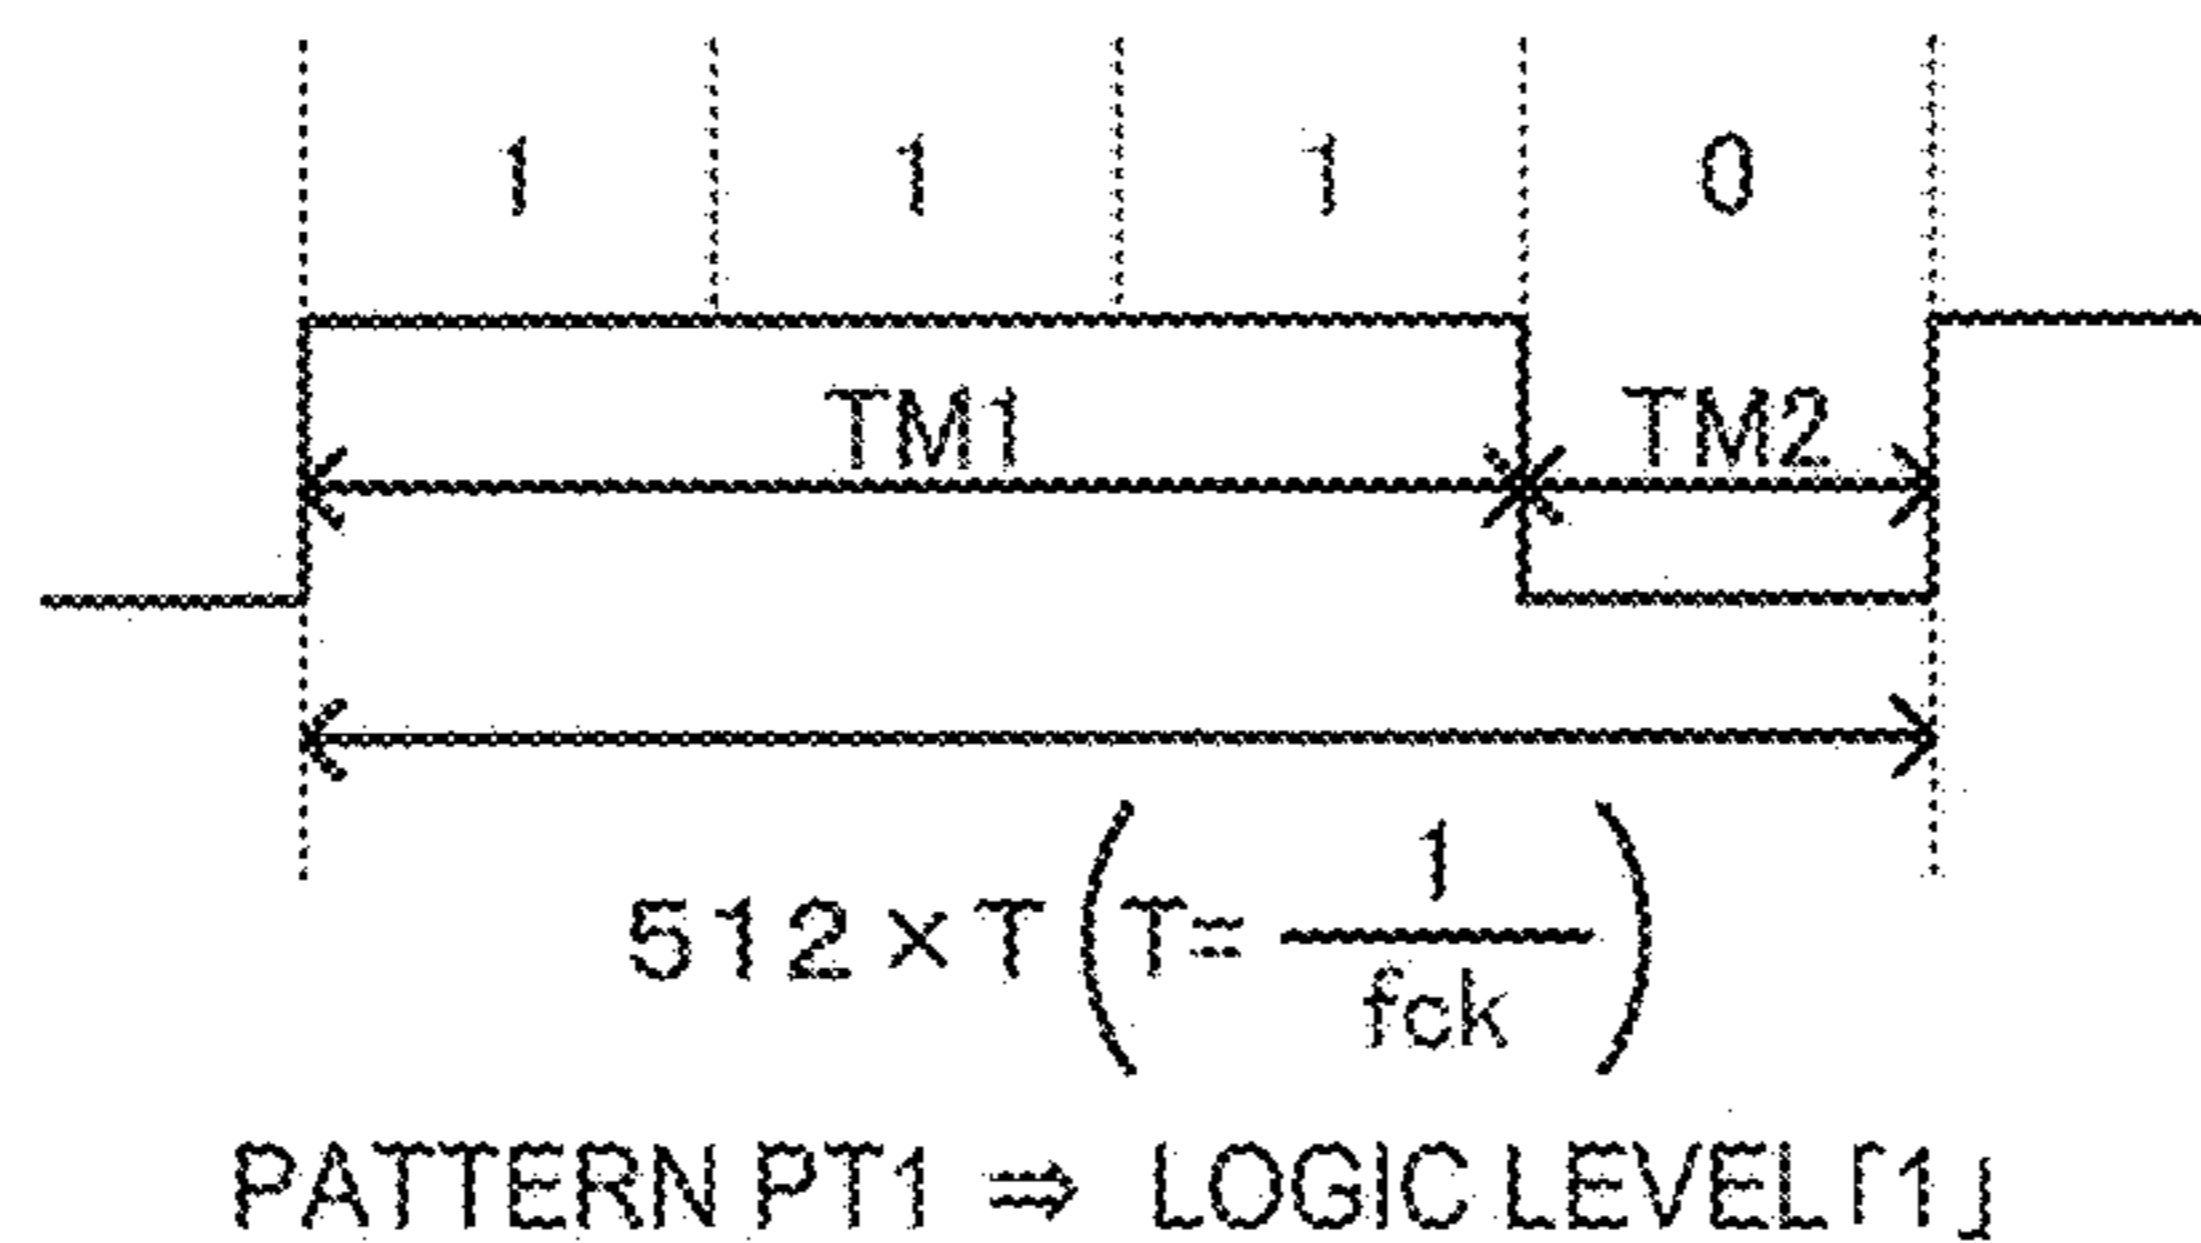 1 1 1 0
TM1 TM2
512×T(T=1/fck)
PATTERN PT1 ⇒ LOGIC LEVEL「1」